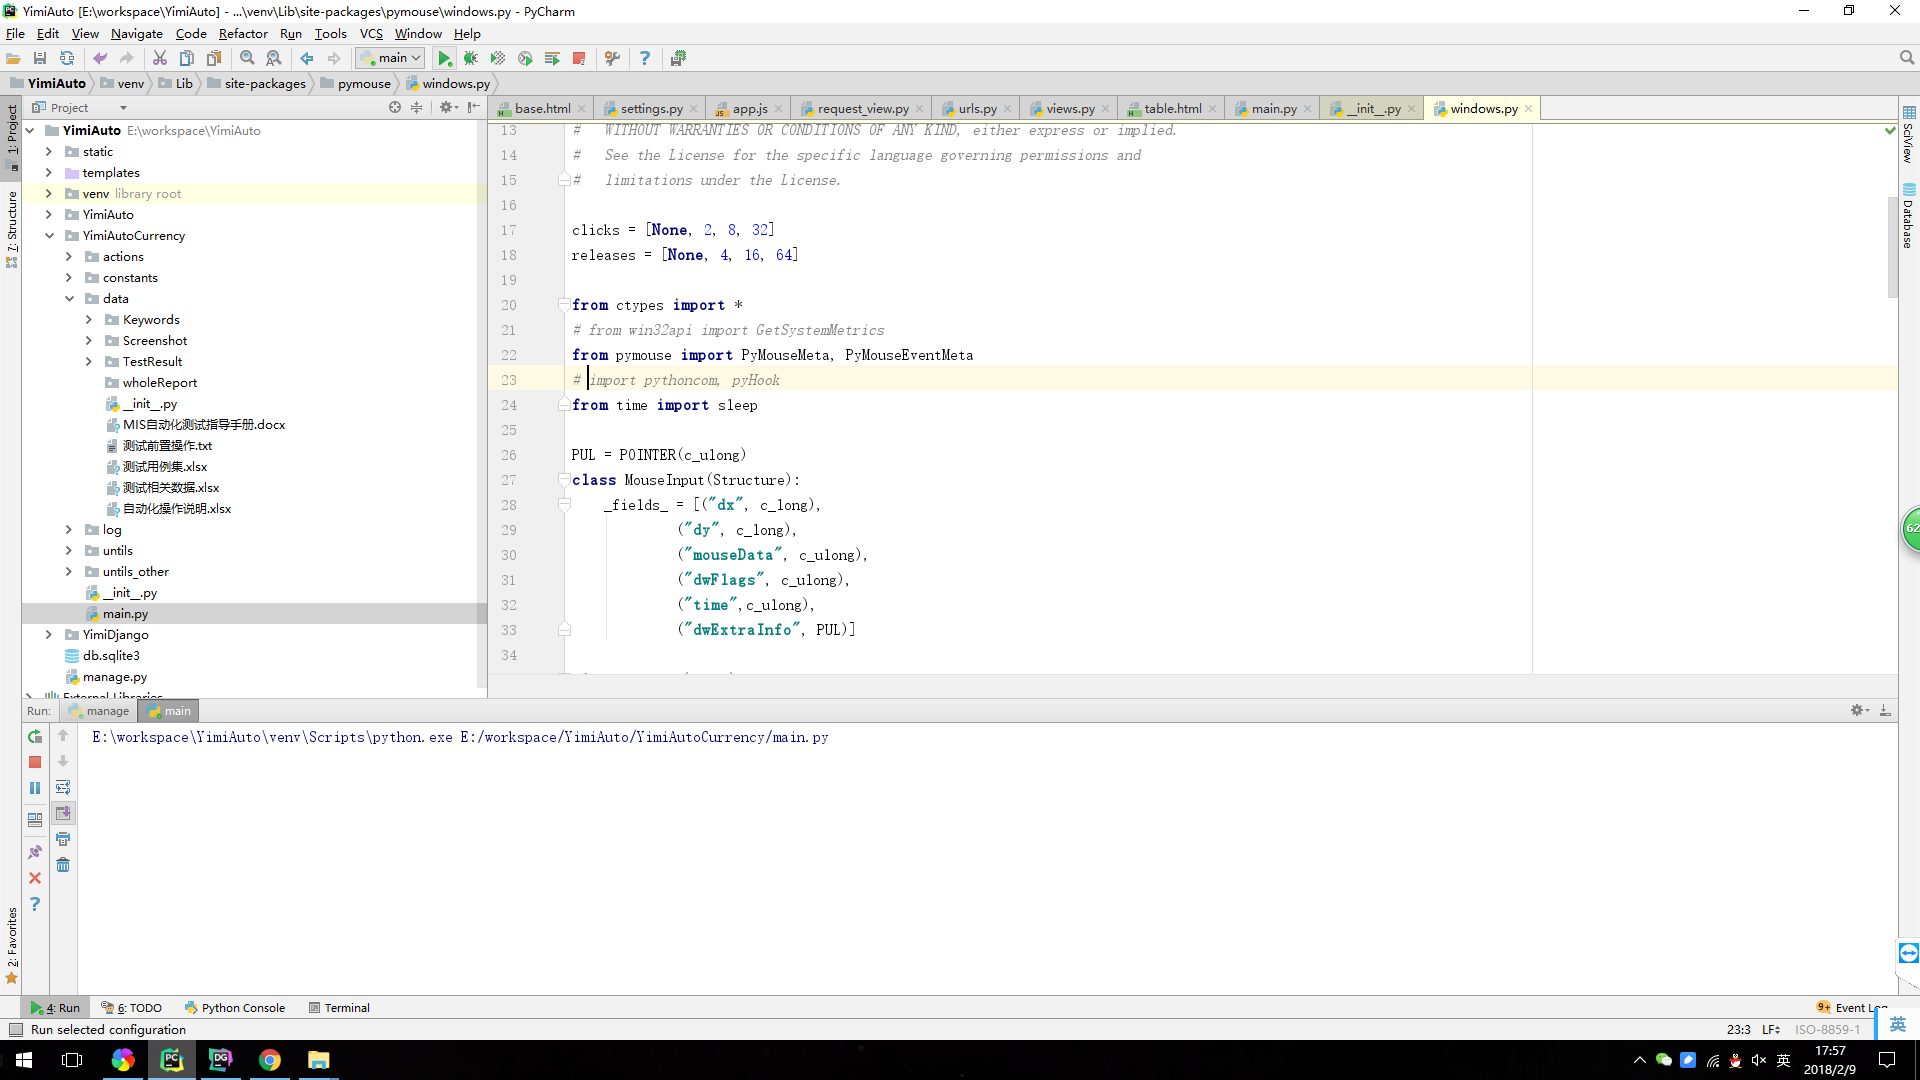 YimiAuto [E:\workspace\YimiAuto] - ...\venv\Lib\site-packages\pymouse\windows.py - PyCharm
File Edit View Navigate Code Refactor Run Tools VCS Window Help
main
YimiAuto venv Lib site-packages pymouse windows.py
Project
base.html settings.py app.js request_view.py urls.py views.py table.html main.py __init__.py windows.py
1: Project
7: Structure
2: Favorites
YimiAuto E:\workspace\YimiAuto
static
templates
venv library root
YimiAuto
YimiAutoCurrency
actions
constants
data
Keywords
Screenshot
TestResult
wholeReport
__init__.py
MIS自动化测试指导手册.docx
测试前置操作.txt
测试用例集.xlsx
测试相关数据.xlsx
自动化操作说明.xlsx
log
untils
untils_other
__init__.py
main.py
YimiDjango
db.sqlite3
manage.py
External Libraries
13 # WITHOUT WARRANTIES OR CONDITIONS OF ANY KIND, either express or implied.
14 # See the License for the specific language governing permissions and
15 # limitations under the License.
16
17 clicks = [None, 2, 8, 32]
18 releases = [None, 4, 16, 64]
19
20 from ctypes import *
21 # from win32api import GetSystemMetrics
22 from pymouse import PyMouseMeta, PyMouseEventMeta
23 # import pythoncom, pyHook
24 from time import sleep
25
26 PUL = POINTER(c_ulong)
27 class MouseInput(Structure):
28 _fields_ = [("dx", c_long),
29 ("dy", c_long),
30 ("mouseData", c_ulong),
31 ("dwFlags", c_ulong),
32 ("time",c_ulong),
33 ("dwExtraInfo", PUL)]
34
SciView
Database
62
Run: manage main
E:\workspace\YimiAuto\venv\Scripts\python.exe E:/workspace/YimiAuto/YimiAutoCurrency/main.py
4: Run 6: TODO Python Console Terminal 9+ Event Log
Run selected configuration 23:3 LF ISO-8859-1 英
PC DG 英 17:57
2018/2/9